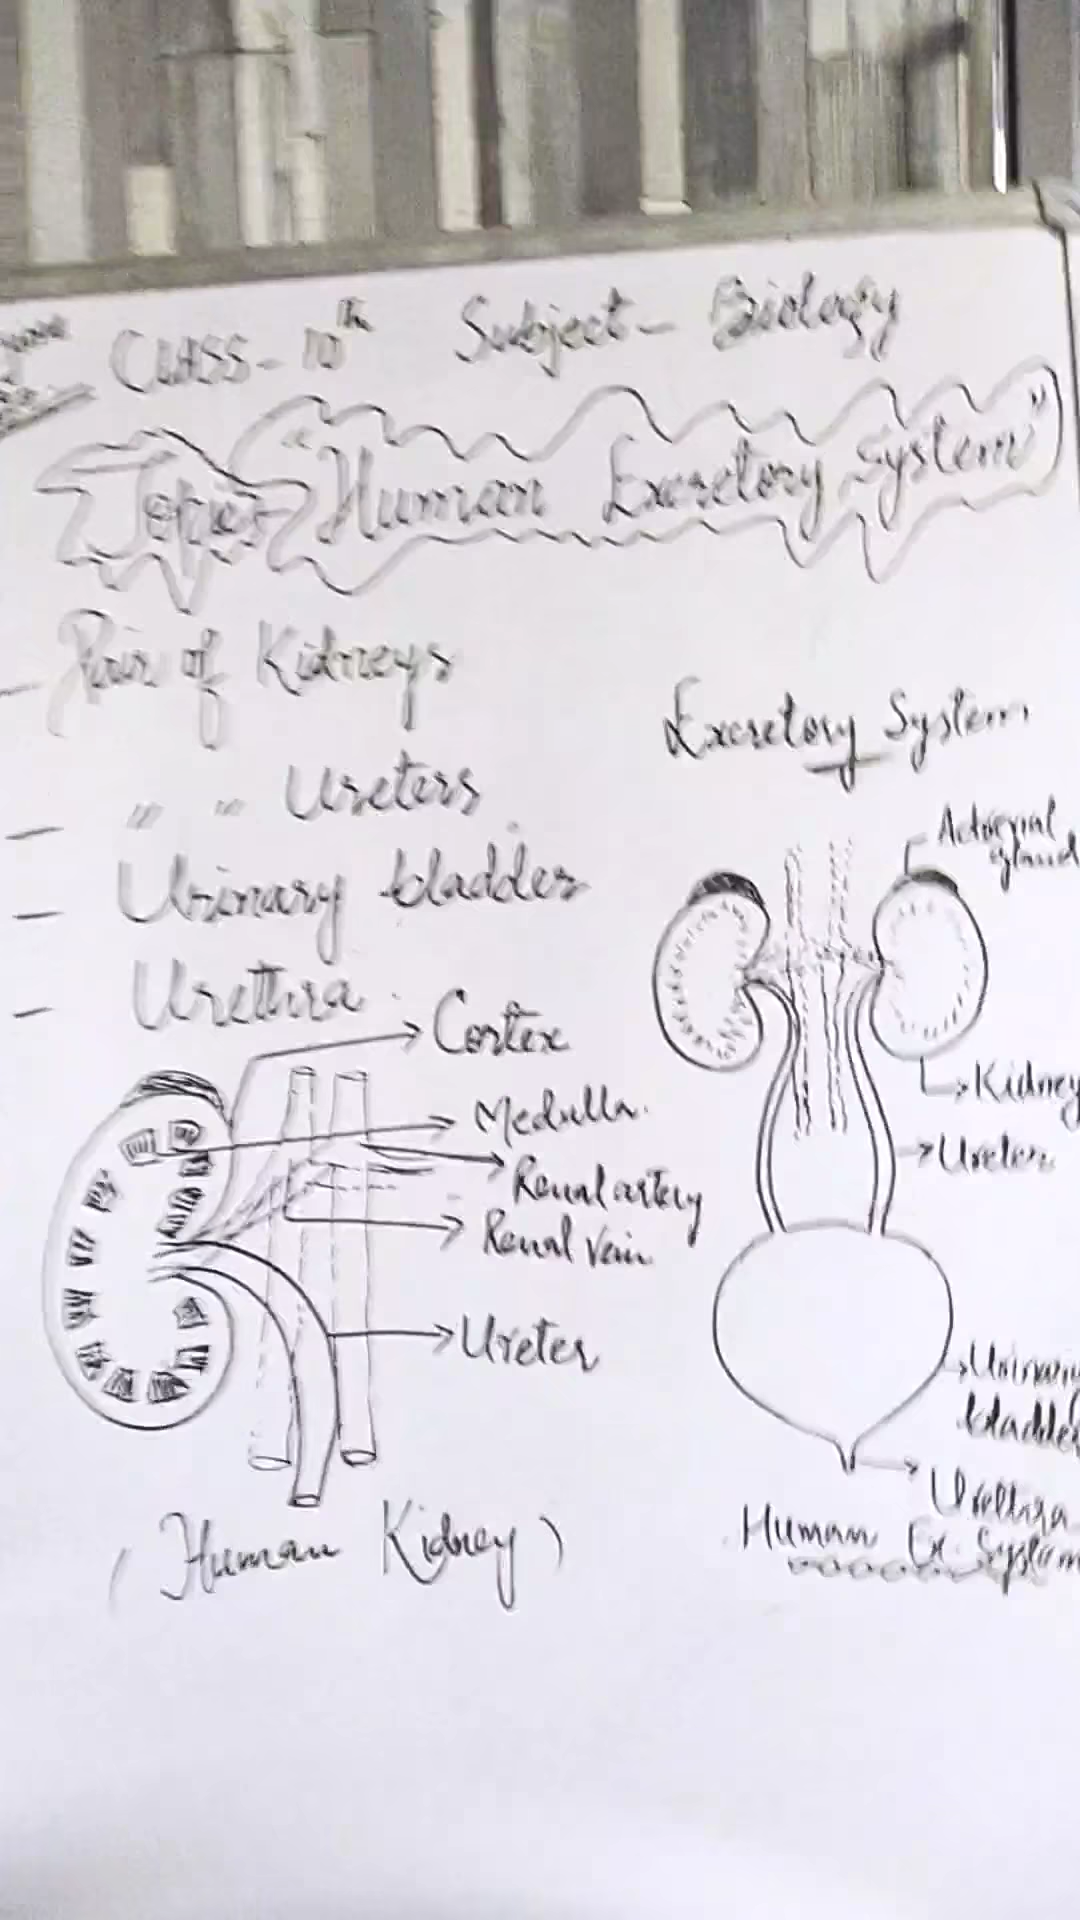 CLASS - 10th Subject - Biology
Topic - "Human Excretory System"
- Pair of Kidneys
- " " Ureters
- Urinary bladder
- Urethra
Cortex
Medulla
Renal artery
Renal Vein
Ureter
(Human Kidney)
Excretory System
gland
Kidney
Ureter
Urinary
bladder
Urethra
Human Ex. System